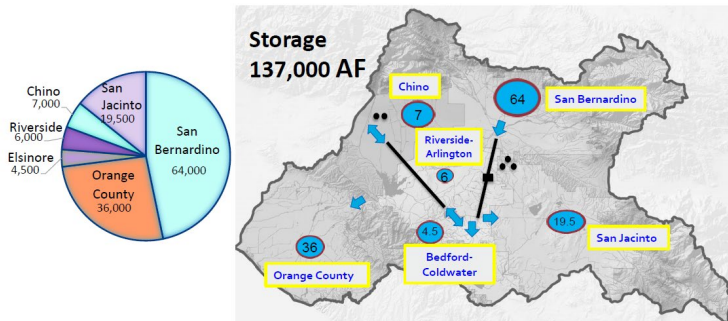 San
Jacinto
19,500
Chino
7,000
Riverside
6,000
Elsinore
4,500
Orange
County
36,000
San
Bernardino
64,000
Storage
137,000 AF
Chino
7
64
San Bernardino
Riverside-
Arlington
6
36
Orange County
4.5
Bedford-
Coldwater
19.5
San Jacinto